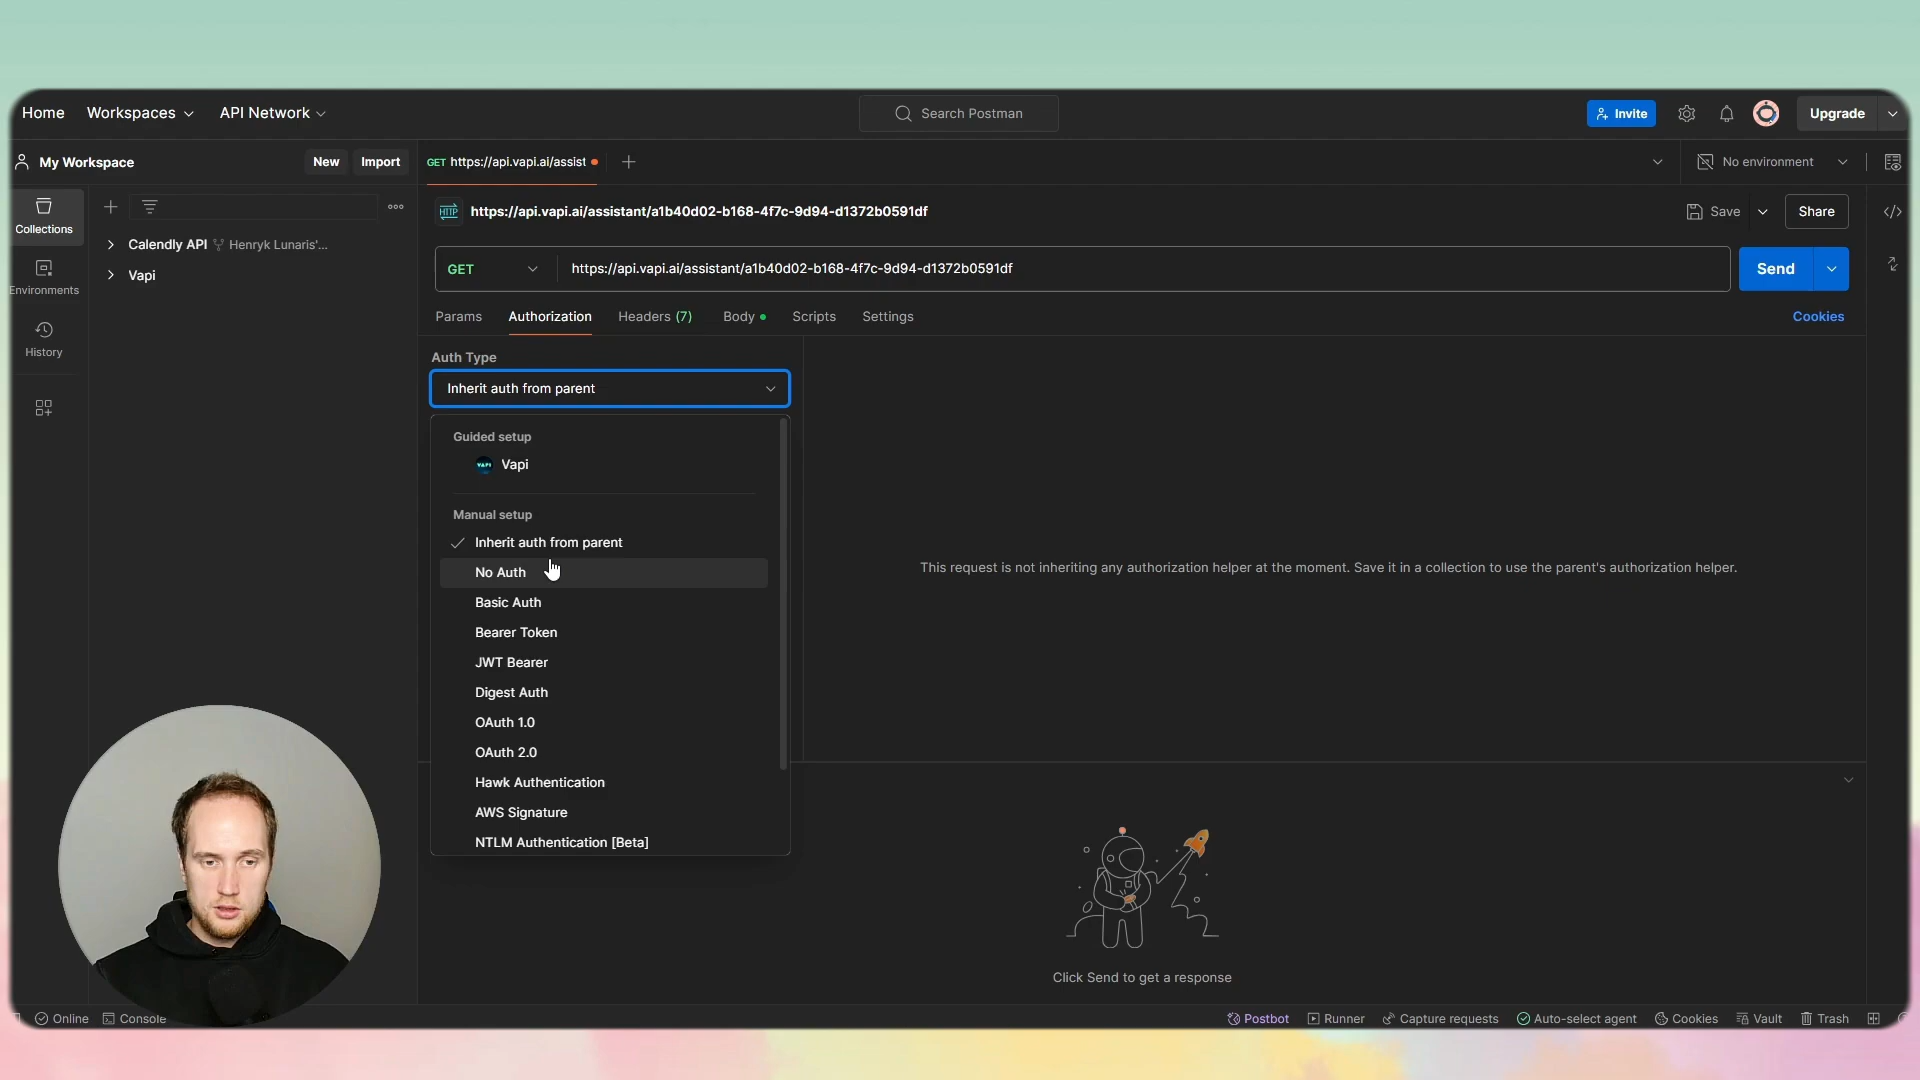 Home
Workspaces
API Network
Search Postman
Invite
Upgrade
My Workspace
New
Import
GET https://api.vapi.ai/assist
No environment
Collections
Environments
History
Calendly API
Henryk Lunaris'...
Vapi
HTTP
https://api.vapi.ai/assistant/a1b40d02-b168-4f7c-9d94-d1372b0591df
Save
Share
GET
https://api.vapi.ai/assistant/a1b40d02-b168-4f7c-9d94-d1372b0591df
Send
Params
Authorization
Headers (7)
Body
Scripts
Settings
Cookies
Auth Type
Inherit auth from parent
Guided setup
VAPI
Vapi
Manual setup
Inherit auth from parent
No Auth
Basic Auth
Bearer Token
JWT Bearer
Digest Auth
OAuth 1.0
OAuth 2.0
Hawk Authentication
AWS Signature
NTLM Authentication [Beta]
This request is not inheriting any authorization helper at the moment. Save it in a collection to use the parent's authorization helper.
Click Send to get a response
Online
Console
Postbot
Runner
Capture requests
Auto-select agent
Cookies
Vault
Trash